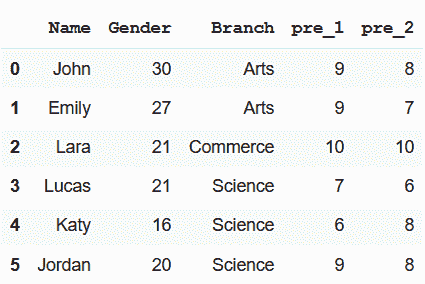 Name Gender Branch pre_1 pre_2
0 John 30 Arts 9 8
1 Emily 27 Arts 9 7
2 Lara 21 Commerce 10 10
3 Lucas 21 Science 7 6
4 Katy 16 Science 6 8
5 Jordan 20 Science 9 8